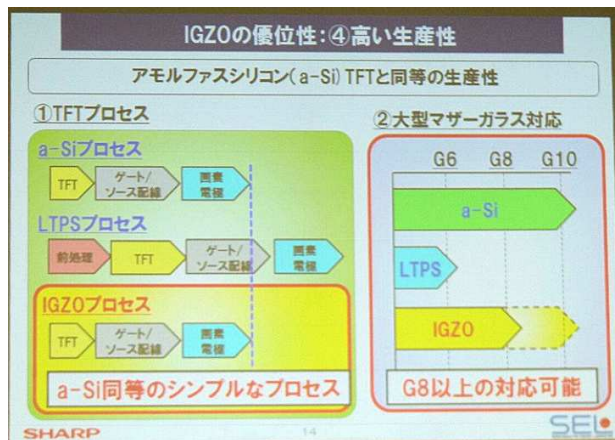 IGZOの優位性:④高い生産性
アモルファスシリコン(a-Si)TFTと同等の生産性
①TFTプロセス
a-Siプロセス
TFT
ゲート/
ソース配線
画素
電極
LTPSプロセス
前処理
TFT
ゲート/
ソース配線
画素
電極
IGZOプロセス
TFT
ゲート/
ソース配線
画素
電極
a-Si同等のシンプルなプロセス
②大型マザーガラス対応
G6 G8 G10
a-Si
LTPS
IGZO
G8以上の対応可能
SHARP
14
SEL